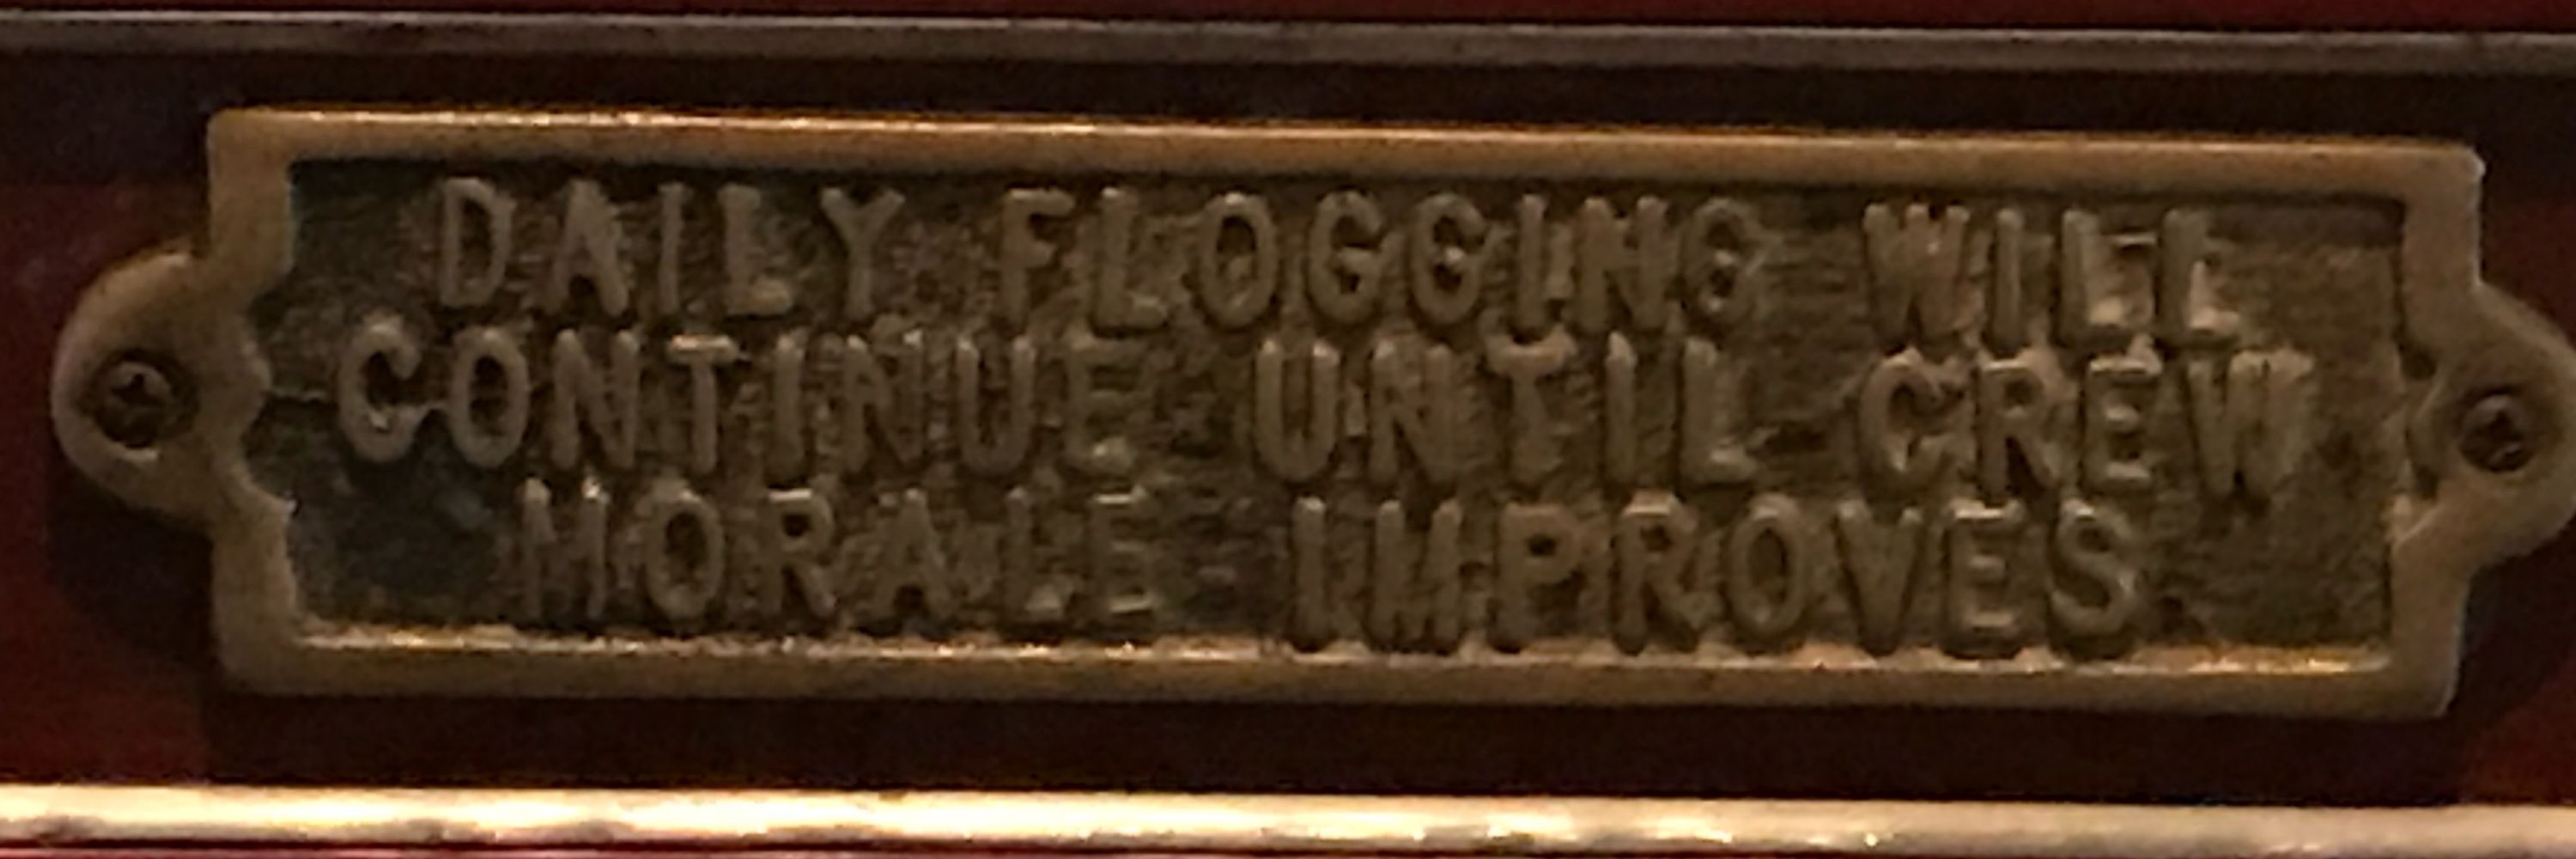 DAILY FLOGGING WILL
CONTINUE UNTIL CREW
MORALE IMPROVES